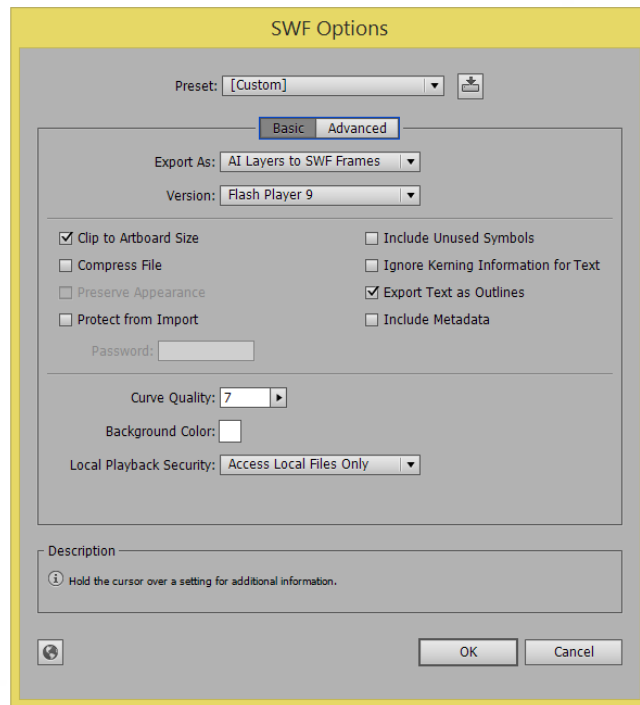 SWF Options
Preset: [Custom]
Basic Advanced
Export As: AI Layers to SWF Frames
Version: Flash Player 9
Clip to Artboard Size Include Unused Symbols
Compress File Ignore Kerning Information for Text
Preserve Appearance Export Text as Outlines
Protect from Import Include Metadata
Password:
Curve Quality: 7
Background Color:
Local Playback Security: Access Local Files Only
Description
Hold the cursor over a setting for additional information.
OK Cancel